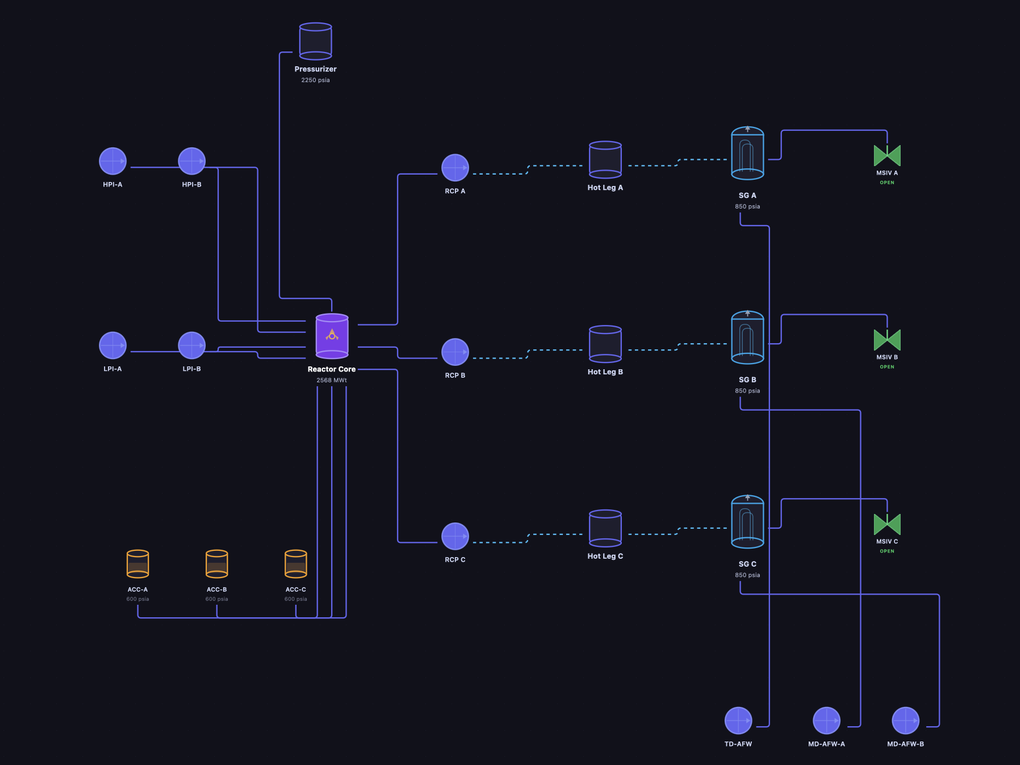 Pressurizer
2250 psia
HPI-A
HPI-B
RCP A
Hot Leg A
SG A
850 psia
MSIV A
OPEN
LPI-A
LPI-B
Reactor Core
2568 MWt
RCP B
Hot Leg B
SG B
850 psia
MSIV B
OPEN
RCP C
Hot Leg C
SG C
850 psia
MSIV C
OPEN
ACC-A
600 psia
ACC-B
600 psia
ACC-C
600 psia
TD-AFW
MD-AFW-A
MD-AFW-B